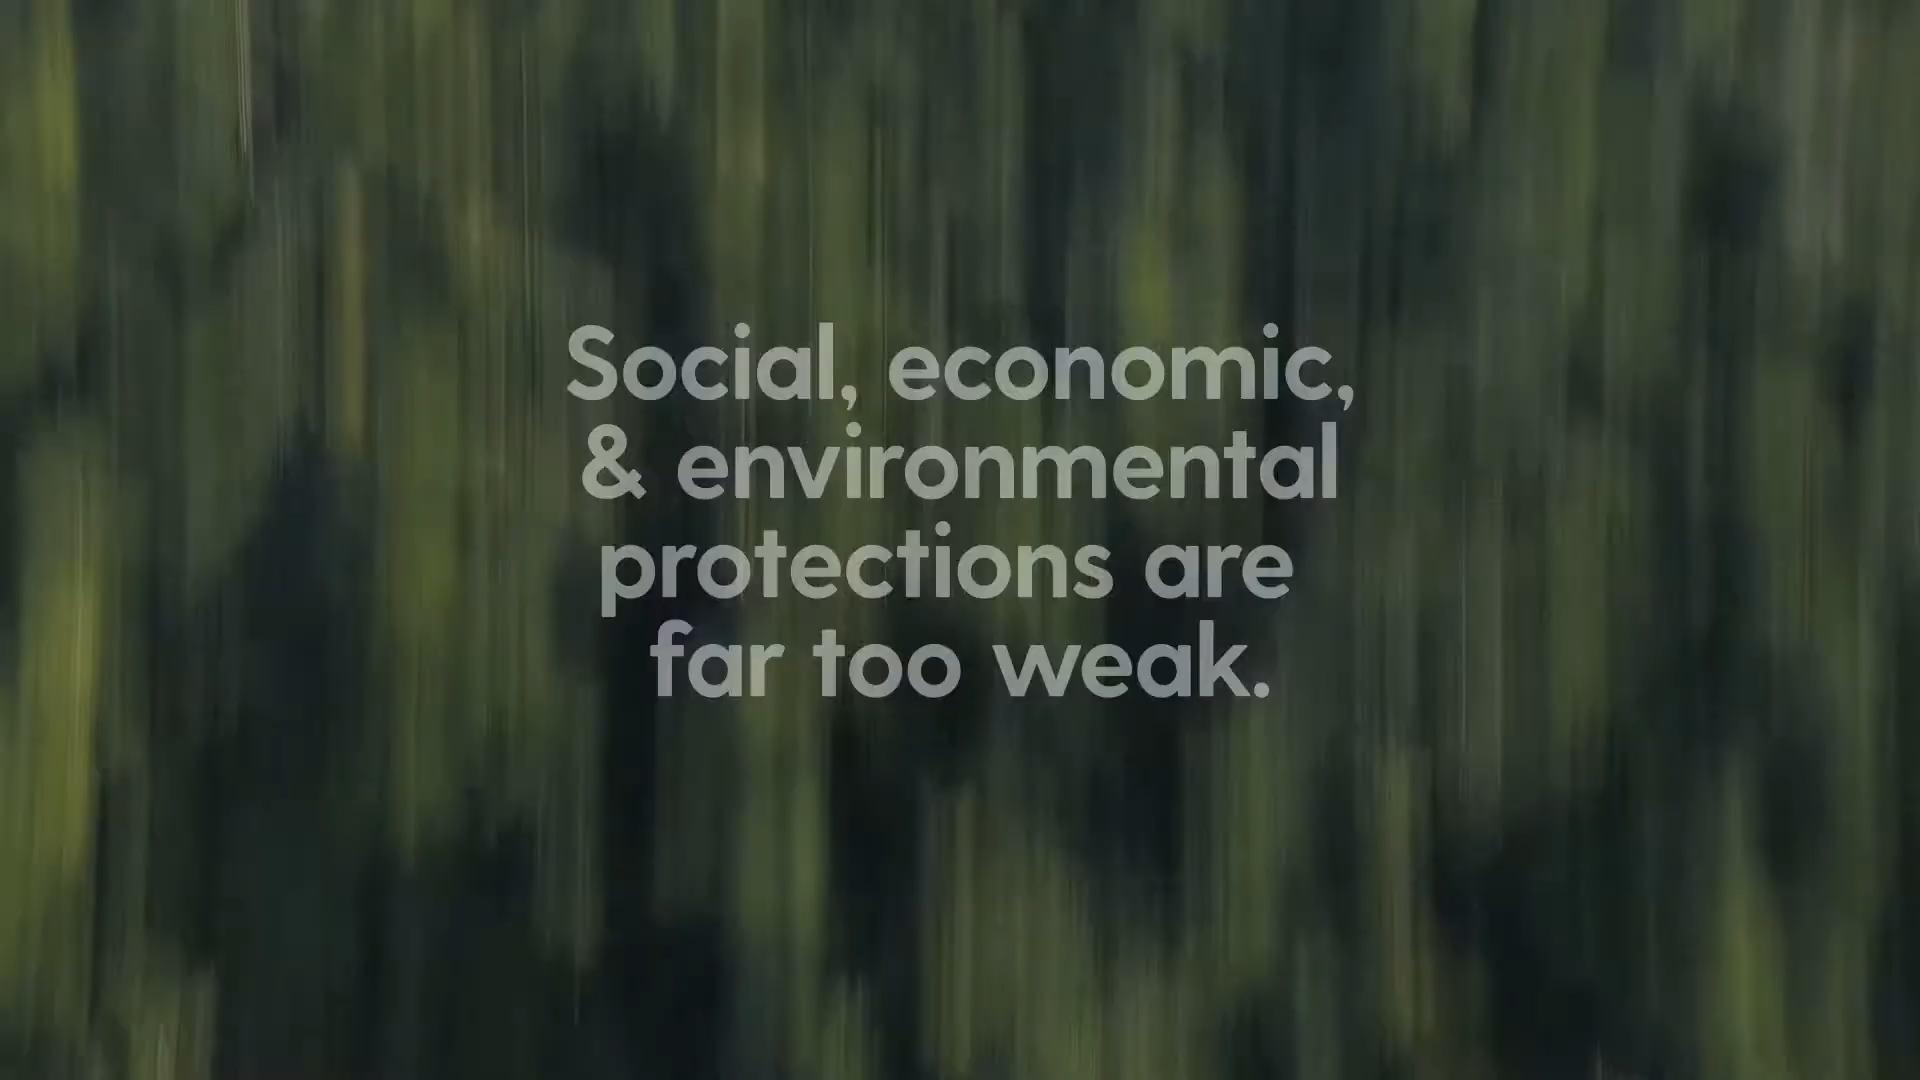 Social, economic,
& environmental
protections are
far too weak.